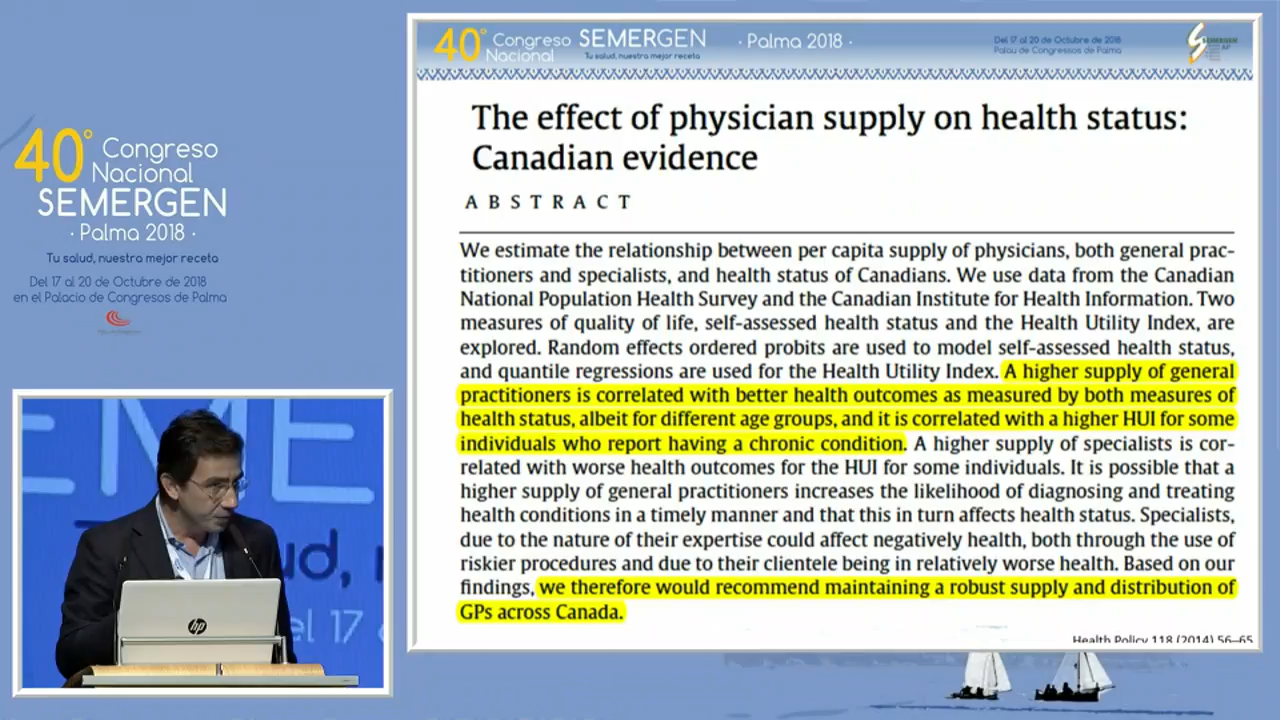 40° Congreso
Nacional
SEMERGEN
· Palma 2018 ·
Tu salud, nuestra mejor receta
Del 17 al 20 de Octubre de 2018
en el Palacio de Congresos de Palma
40° Congreso
Nacional
SEMERGEN
Tu salud, nuestra mejor receta
· Palma 2018 ·
Del 17 al 20 de Octubre de 2018
Palau de Congressos de Palma
SEMERGEN
The effect of physician supply on health status:
Canadian evidence
ABSTRACT
We estimate the relationship between per capita supply of physicians, both general prac-
titioners and specialists, and health status of Canadians. We use data from the Canadian
National Population Health Survey and the Canadian Institute for Health Information. Two
measures of quality of life, self-assessed health status and the Health Utility Index, are
explored. Random effects ordered probits are used to model self-assessed health status,
and quantile regressions are used for the Health Utility Index. A higher supply of general
practitioners is correlated with better health outcomes as measured by both measures of
health status, albeit for different age groups, and it is correlated with a higher HUI for some
individuals who report having a chronic condition. A higher supply of specialists is cor-
related with worse health outcomes for the HUI for some individuals. It is possible that a
higher supply of general practitioners increases the likelihood of diagnosing and treating
health conditions in a timely manner and that this in turn affects health status. Specialists,
due to the nature of their expertise could affect negatively health, both through the use of
riskier procedures and due to their clientele being in relatively worse health. Based on our
findings, we therefore would recommend maintaining a robust supply and distribution of
GPs across Canada.
Health Policy 118 (2014) 56–65
EME
ud,
el 17
hp